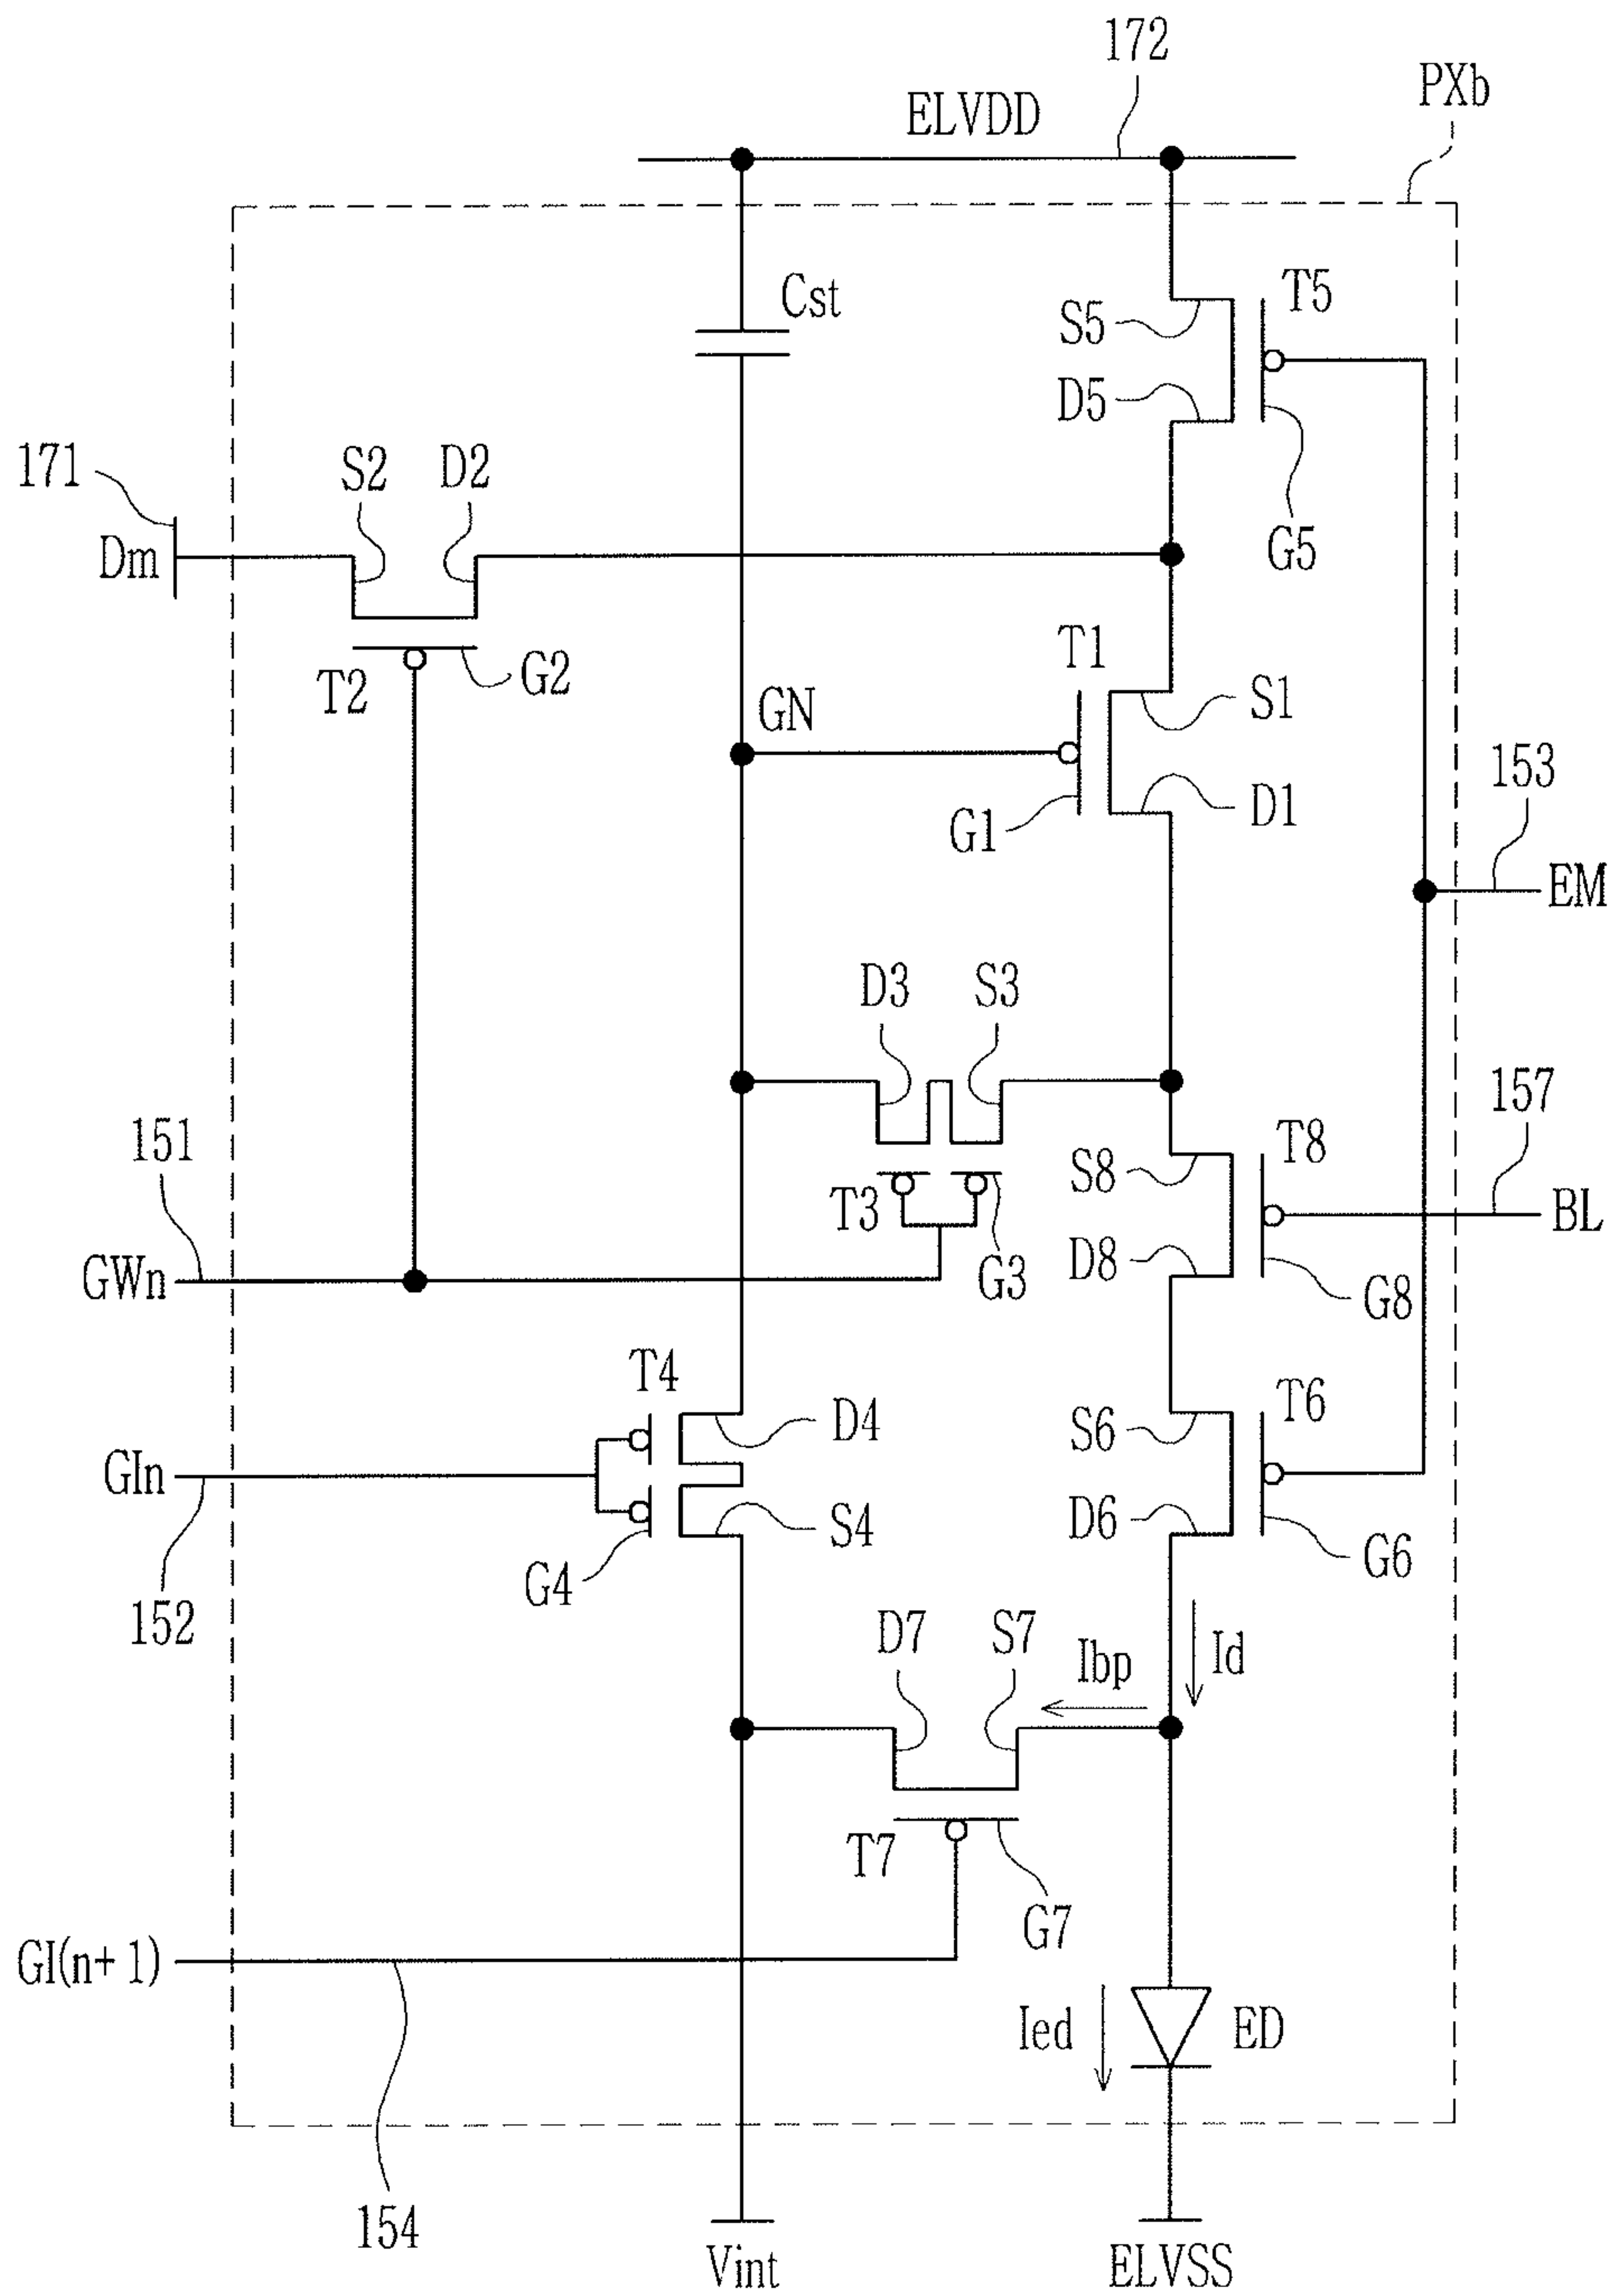 172
PXb
ELVDD
Cst
T5
S5
D5
171
S2
D2
G5
Dm
T1
T2
G2
S1
GN
153
D1
G1
EM
D3
S3
157
151
T8
S8
T3
BL
GWn
D8
G3
G8
T4
T6
D4
S6
GIn
S4
D6
G4
G6
152
D7
S7
Ibp
Id
T7
G7
GI(n+1)
Ied
ED
154
Vint
ELVSS